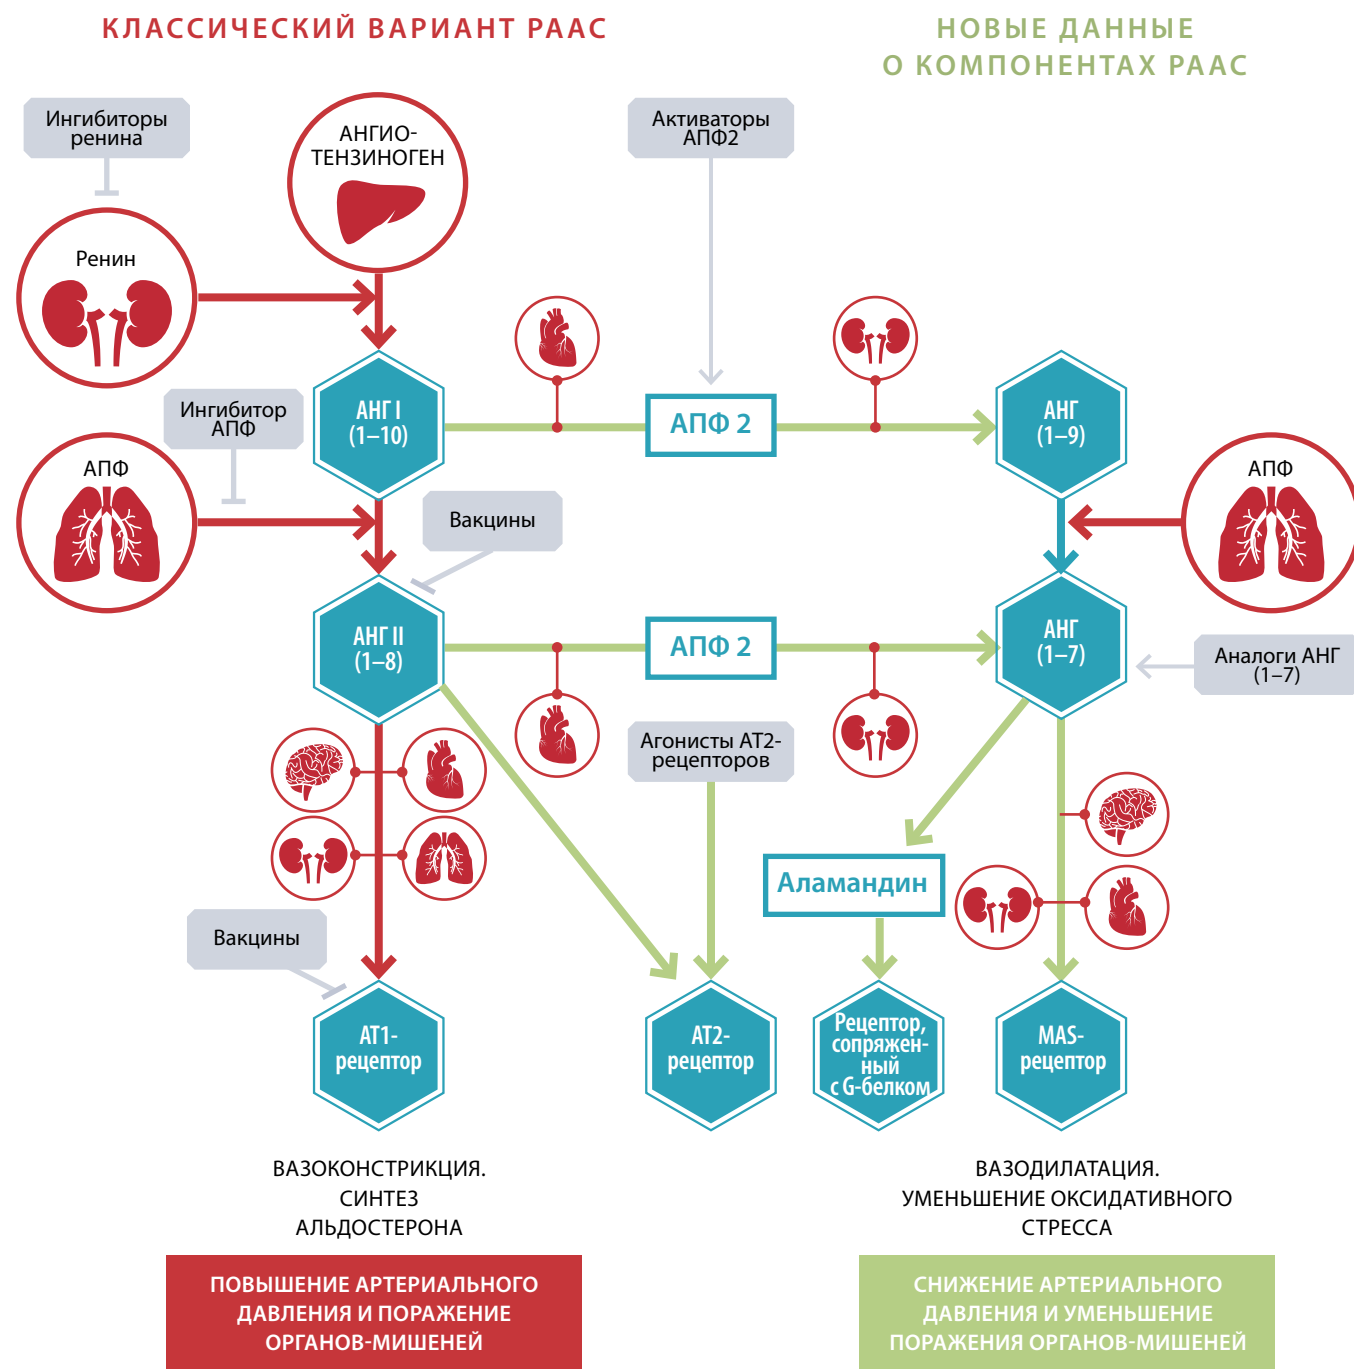 КЛАССИЧЕСКИЙ ВАРИАНТ РААС
НОВЫЕ ДАННЫЕ
О КОМПОНЕНТАХ РААС
Ингибиторы
ренина
АНГИО-
ТЕНЗИНОГЕН
Активаторы
АПФ2
Ренин
АНГ I
(1–10)
АПФ 2
АНГ
(1–9)
Ингибитор
АПФ
АПФ
Вакцины
АПФ
АНГ II
(1–8)
АПФ 2
АНГ
(1–7)
Аналоги АНГ
(1–7)
Агонисты АТ2-
рецепторов
Аламандин
Вакцины
АТ1-
рецептор
АТ2-
рецептор
Рецептор,
сопряжен-
ный
с G-белком
MAS-
рецептор
ВАЗОКОНСТРИКЦИЯ.
СИНТЕЗ
АЛЬДОСТЕРОНА
ВАЗОДИЛАТАЦИЯ.
УМЕНЬШЕНИЕ ОКСИДАТИВНОГО
СТРЕССА
ПОВЫШЕНИЕ АРТЕРИАЛЬНОГО
ДАВЛЕНИЯ И ПОРАЖЕНИЕ
ОРГАНОВ-МИШЕНЕЙ
СНИЖЕНИЕ АРТЕРИАЛЬНОГО
ДАВЛЕНИЯ И УМЕНЬШЕНИЕ
ПОРАЖЕНИЯ ОРГАНОВ-МИШЕНЕЙ